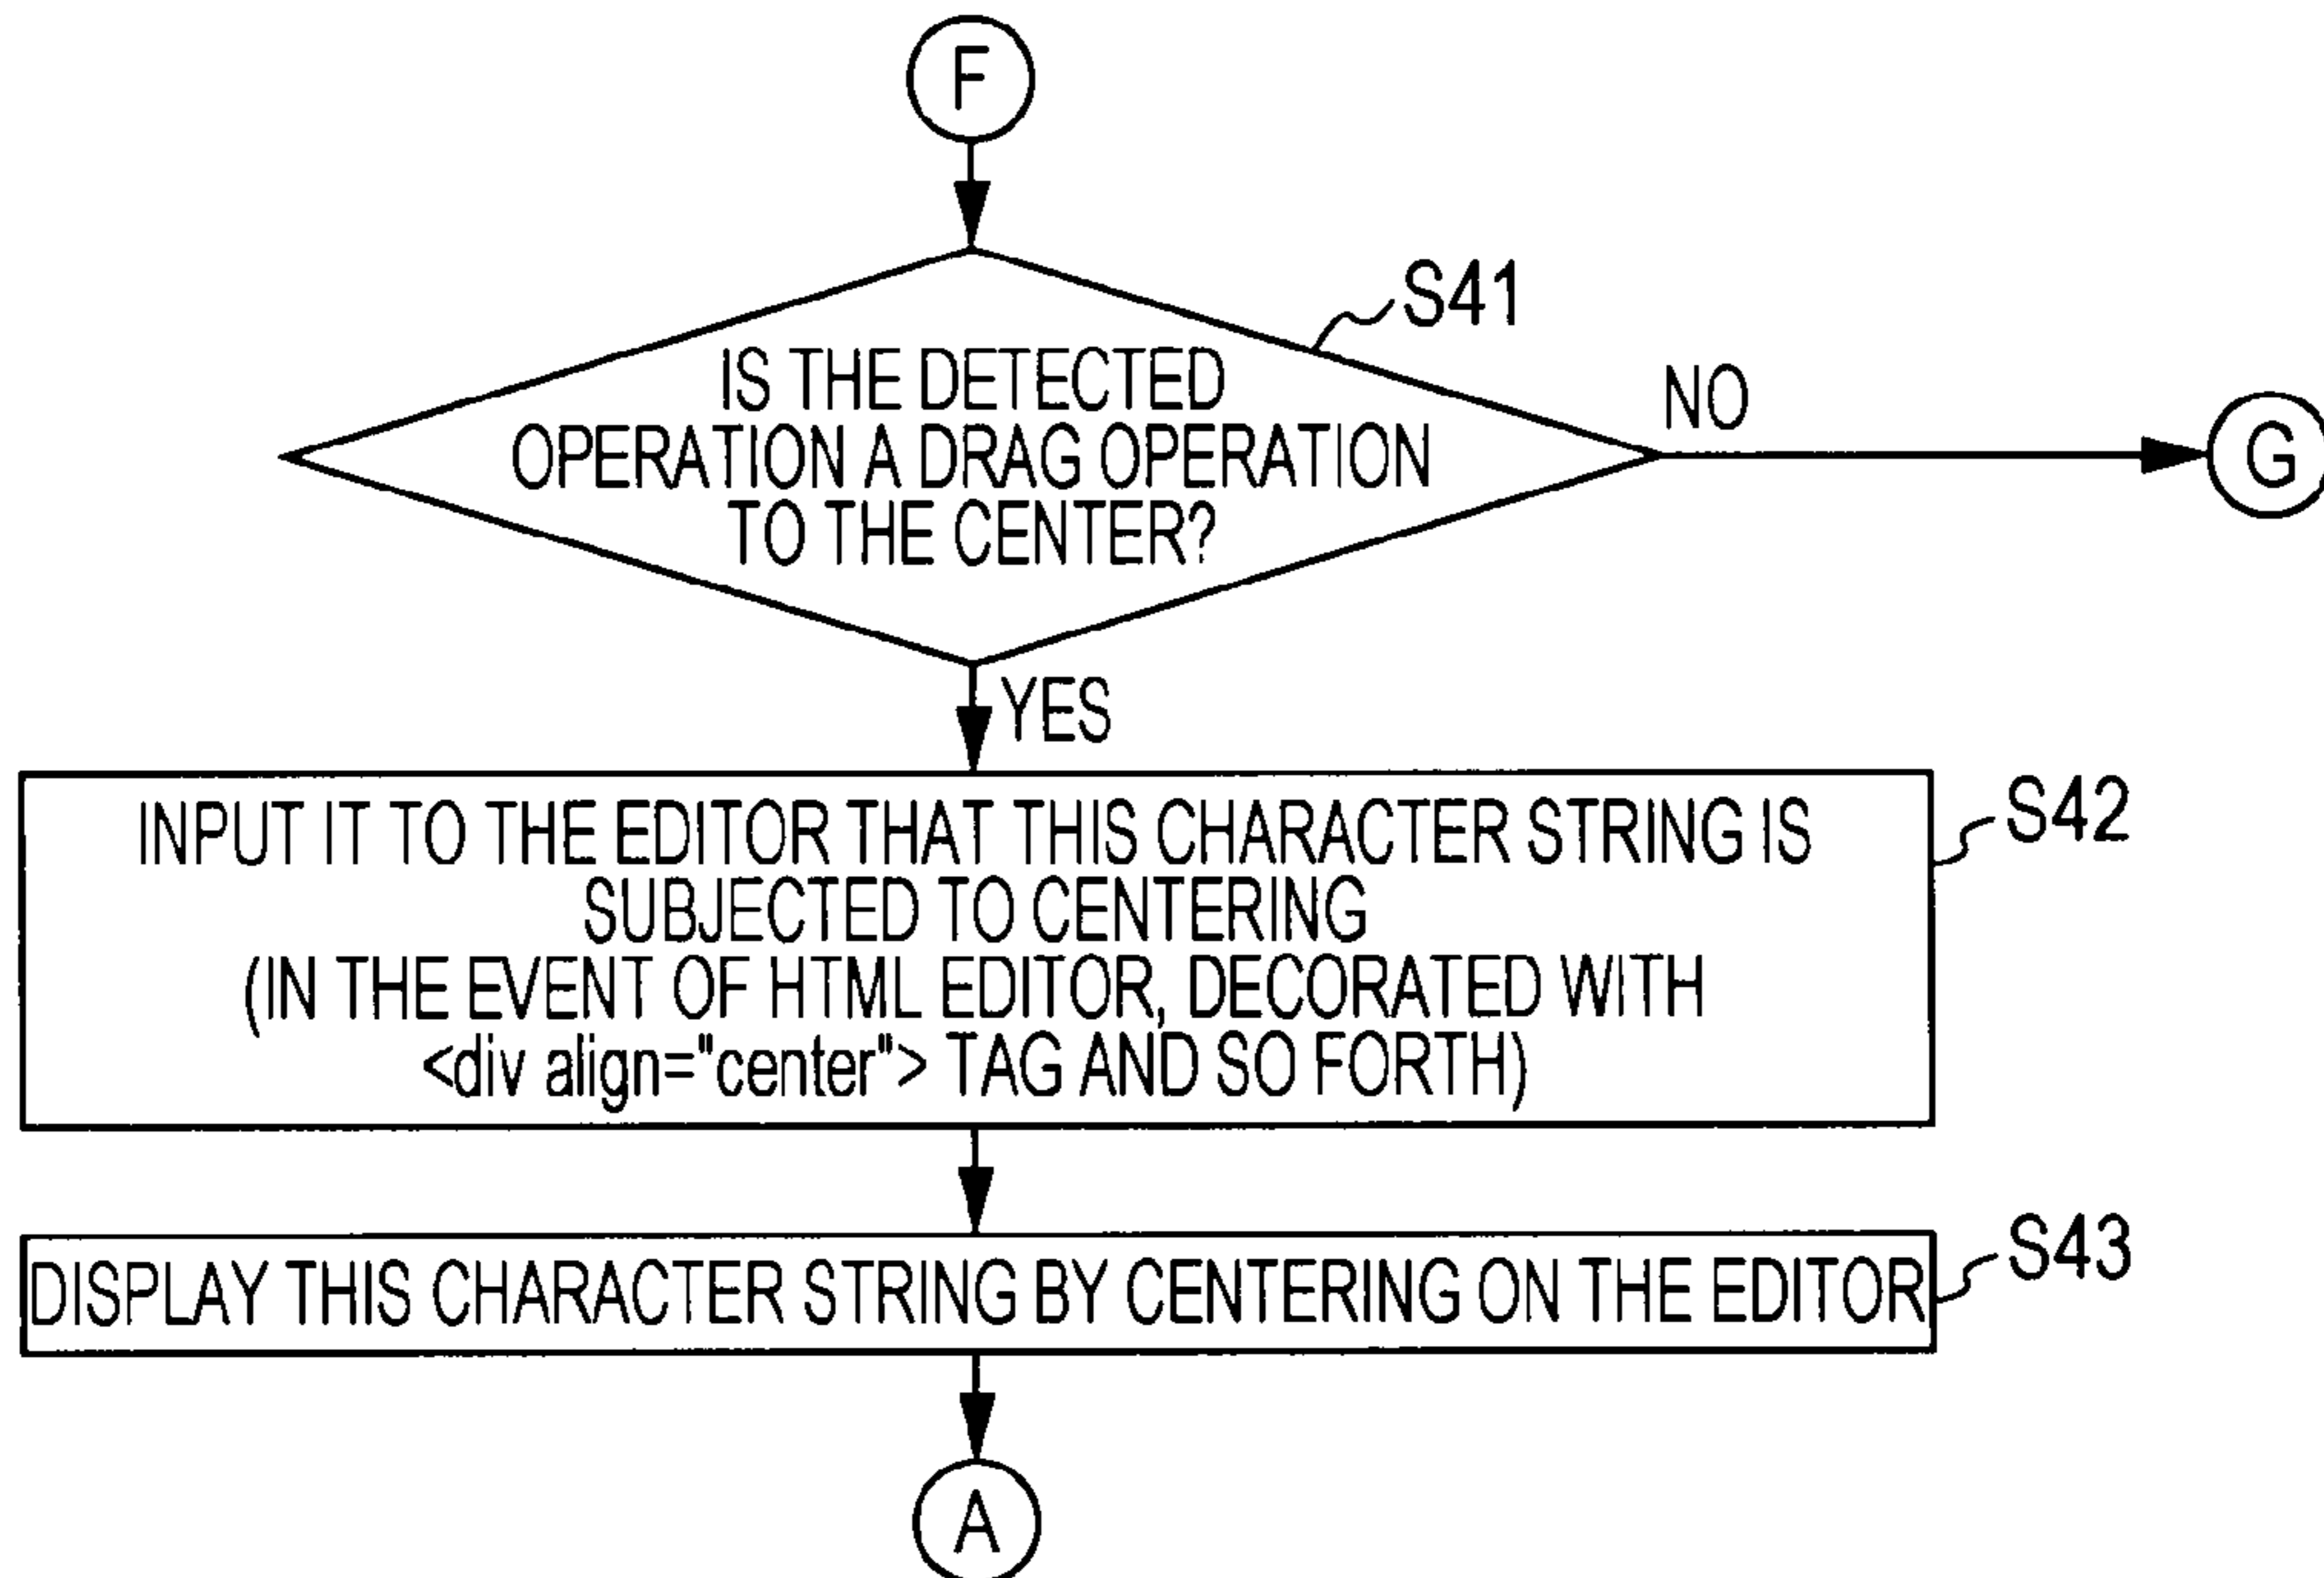 F
S41
IS THE DETECTED
OPERATION A DRAG OPERATION
TO THE CENTER?
NO
G
YES
S42
INPUT IT TO THE EDITOR THAT THIS CHARACTER STRING IS
SUBJECTED TO CENTERING
(IN THE EVENT OF HTML EDITOR, DECORATED WITH
<div align="center"> TAG AND SO FORTH)
S43
DISPLAY THIS CHARACTER STRING BY CENTERING ON THE EDITOR
A